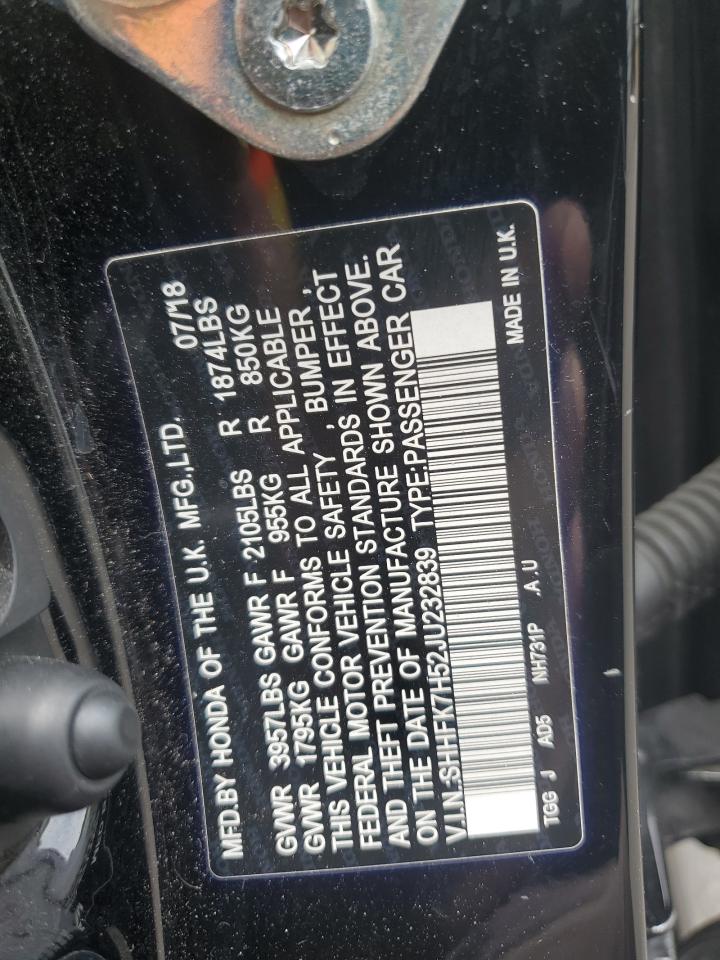 MFD.BY HONDA OF THE U.K. MFG.,LTD. 07/18
GVWR 3957LBS GAWR F 2105LBS R 1874LBS
GVWR 1795KG GAWR F 955KG R 850KG
THIS VEHICLE CONFORMS TO ALL APPLICABLE
FEDERAL MOTOR VEHICLE SAFETY , BUMPER ,
AND THEFT PREVENTION STANDARDS IN EFFECT
ON THE DATE OF MANUFACTURE SHOWN ABOVE.
V.I.N:SHHFK7H52JU232839 TYPE:PASSENGER CAR
TGG J AD5 NH731P .A .U MADE IN U.K.